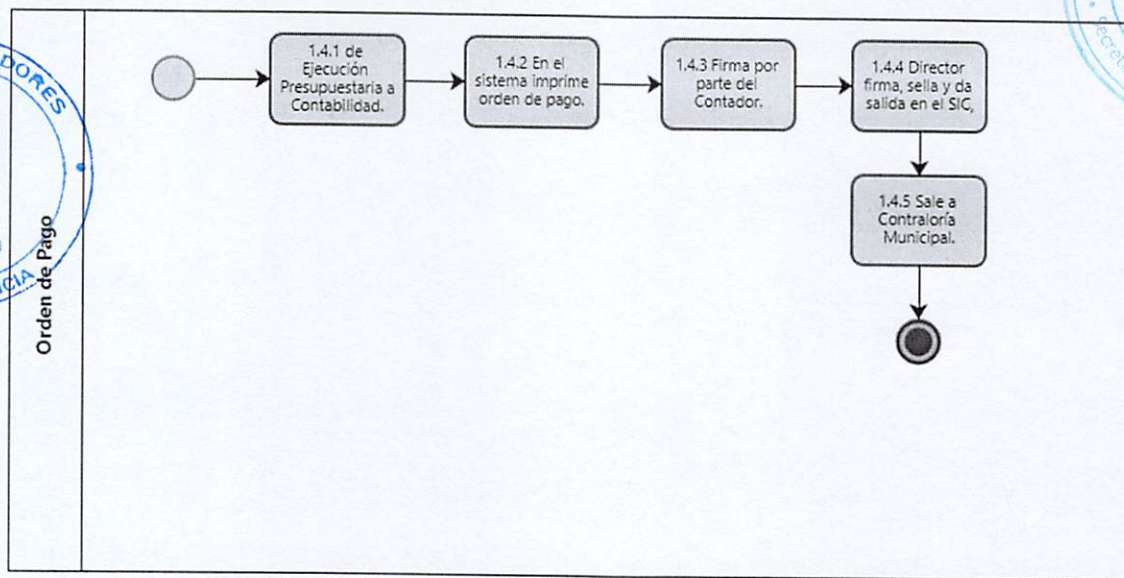 DORES
CIA
Secret
Orden de Pago
1.4.1 de
Ejecución
Presupuestaria a
Contabilidad.
1.4.2 En el
sistema imprime
orden de pago.
1.4.3 Firma por
parte del
Contador.
1.4.4 Director
firma, sella y da
salida en el SIG,
1.4.5 Sale a
Contraloría
Municipal.